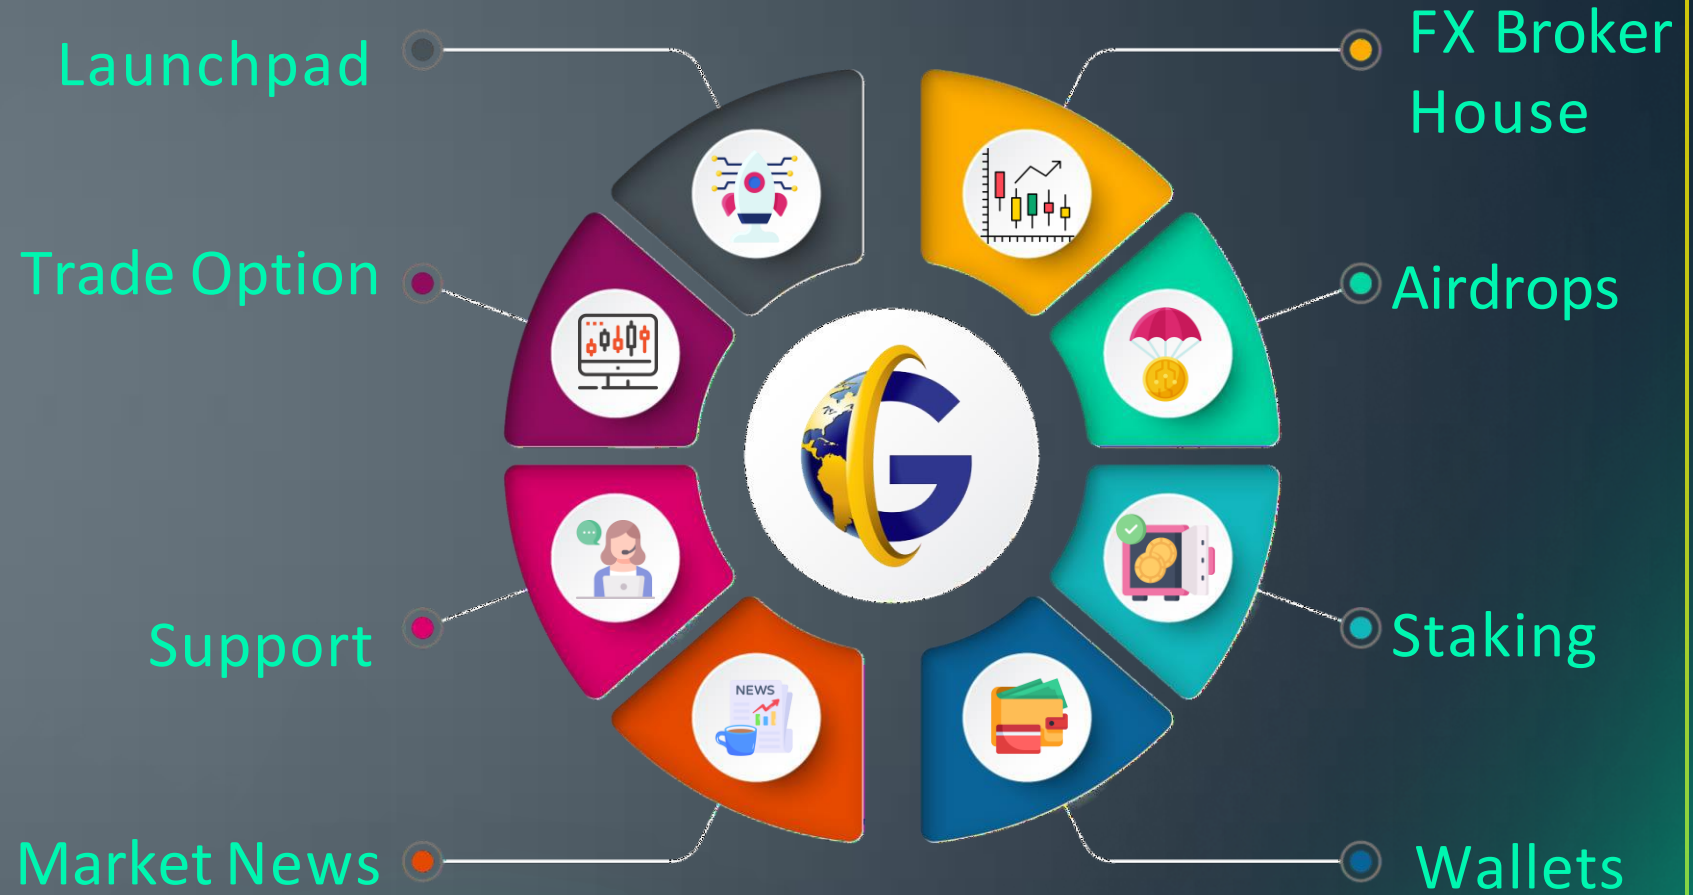 Launchpad
FX Broker
House
Trade Option
Airdrops
G
Support
Staking
NEWS
Market News
Wallets